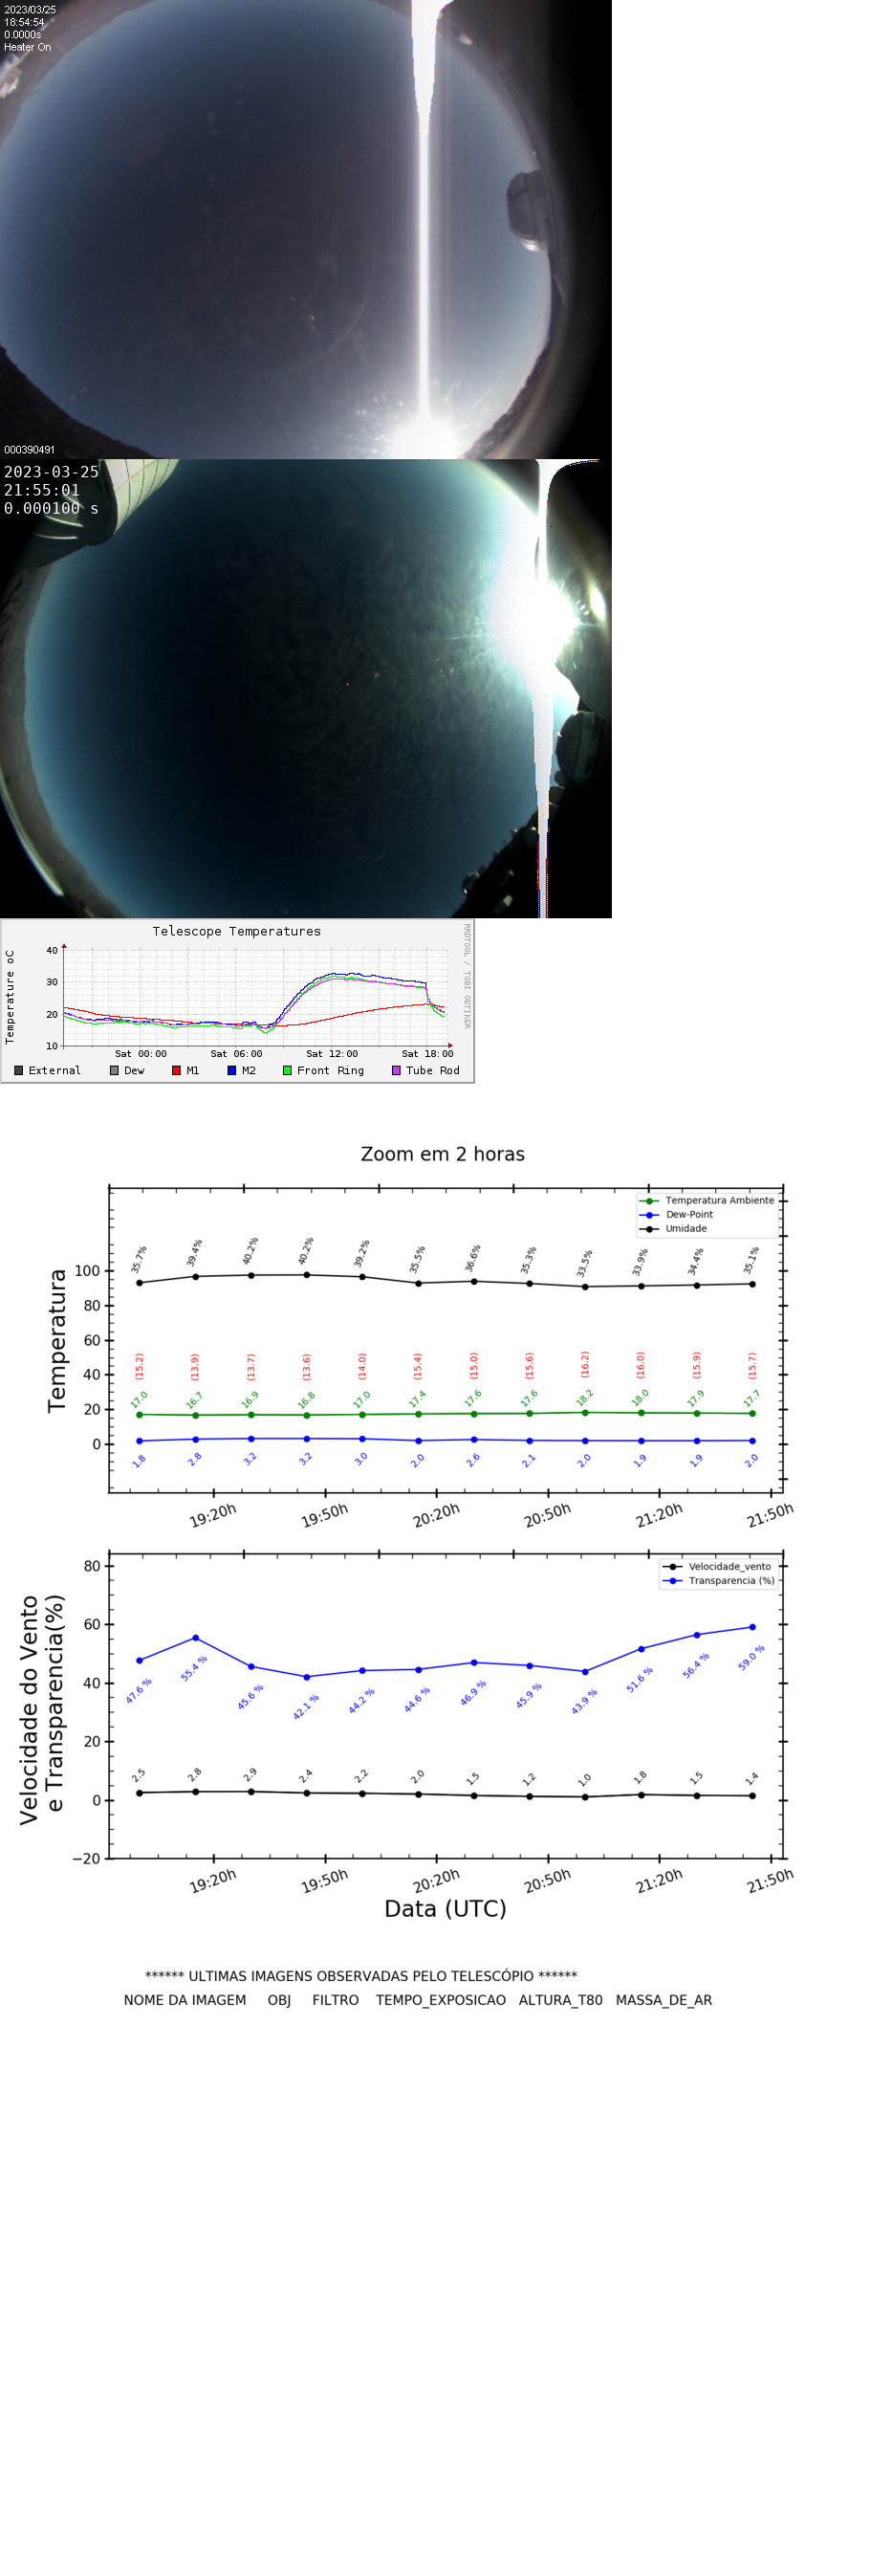 2023/03/25
18:54:54
0.0000s
Heater On
000390491
2023-03-25
21:55:01
0.000100 s
Telescope Temperatures
RRDTOOL / TOBI OETIKER
Temperature oC
40
30
20
10
Sat 00:00 Sat 06:00 Sat 12:00 Sat 18:00
External Dew M1 M2 Front Ring Tube Rod
Zoom em 2 horas
Temperatura Ambiente
Dew-Point
Umidade
Temperatura
100
80
60
40
20
0
35.7% 39.4% 40.2% 40.2% 39.2% 35.5% 36.6% 35.3% 33.5% 33.9% 34.4% 35.1%
(15.2) (13.9) (13.7) (13.6) (14.0) (15.4) (15.0) (15.6) (16.2) (16.0) (15.9) (15.7)
17.0 16.7 16.9 16.8 17.0 17.4 17.6 17.6 18.2 18.0 17.9 17.7
1.8 2.8 3.2 3.2 3.0 2.0 2.6 2.1 2.0 1.9 1.9 2.0
19:20h 19:50h 20:20h 20:50h 21:20h 21:50h
Velocidade_vento
Transparencia (%)
Velocidade do Vento
e Transparencia(%)
80
60
40
20
0
−20
47.6 % 55.4 % 45.6 % 42.1 % 44.2 % 44.6 % 46.9 % 45.9 % 43.9 % 51.6 % 56.4 % 59.0 %
2.5 2.8 2.9 2.4 2.2 2.0 1.5 1.2 1.0 1.8 1.5 1.4
19:20h 19:50h 20:20h 20:50h 21:20h 21:50h
Data (UTC)
****** ULTIMAS IMAGENS OBSERVADAS PELO TELESCÓPIO ******
NOME DA IMAGEM OBJ FILTRO TEMPO_EXPOSICAO ALTURA_T80 MASSA_DE_AR